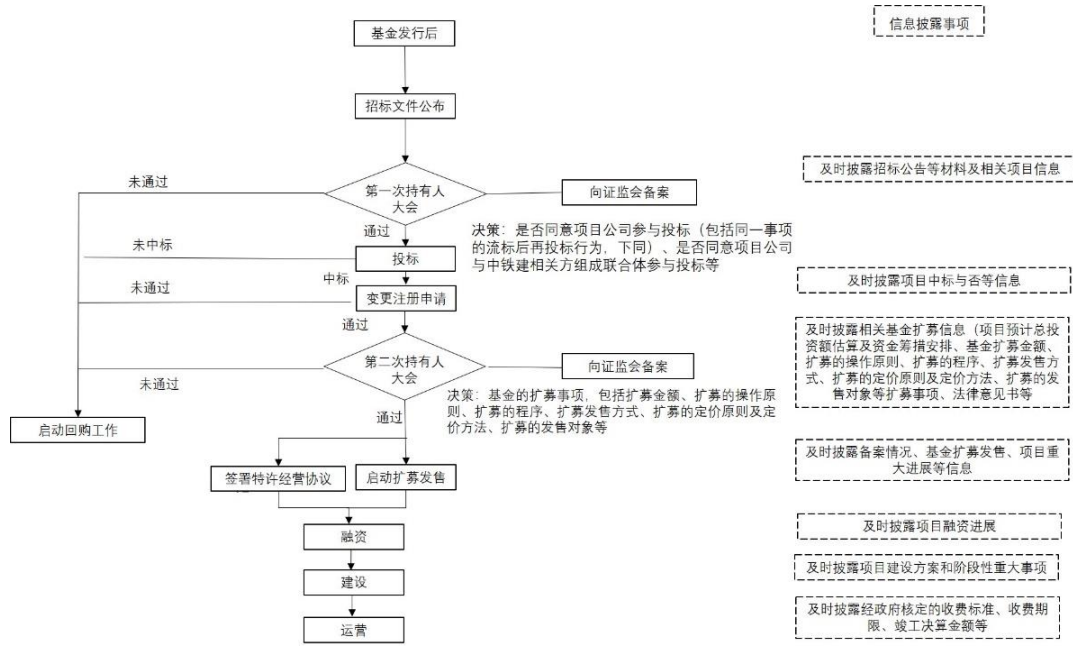 基金发行后
信息披露事项
招标文件公布
未通过
第一次持有人
大会
向证监会备案
及时披露招标公告等材料及相关项目信息
通过
决策：是否同意项目公司参与投标（包括同一事项
的流标后再投标行为，下同）、是否同意项目公司
与中铁建相关方组成联合体参与投标等
未中标
投标
中标
及时披露项目中标与否等信息
未通过
变更注册申请
通过
及时披露相关基金扩募信息（项目预计总投
资额估算及资金筹措安排、基金扩募金额、
扩募的操作原则、扩募的程序、扩募发售方
式、扩募的定价原则及定价方法、扩募的发
售对象等扩募事项、法律意见书等
第二次持有人
大会
向证监会备案
未通过
决策：基金的扩募事项，包括扩募金额、扩募的操作原
则、扩募的程序、扩募发售方式、扩募的定价原则及定
价方法、扩募的发售对象等
通过
启动回购工作
签署特许经营协议
启动扩募发售
及时披露备案情况、基金扩募发售、项目重
大进展等信息
融资
及时披露项目融资进展
建设
及时披露项目建设方案和阶段性重大事项
运营
及时披露经政府核定的收费标准、收费期
限、竣工决算金额等